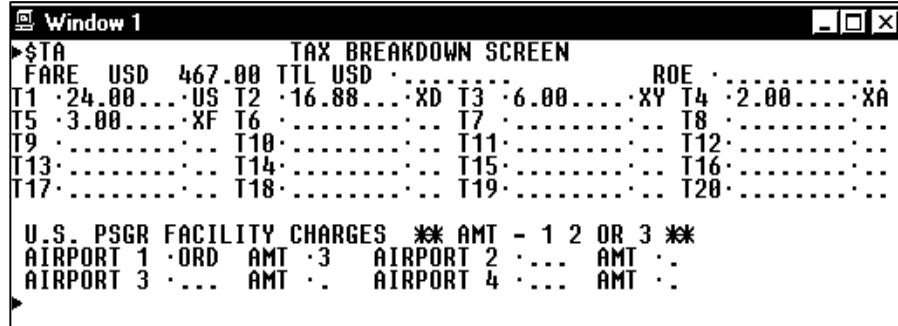 Window 1
▶$TA                    TAX BREAKDOWN SCREEN
 FARE  USD  467.00 TTL USD ·........            ROE ·............
T1 ·24.00...·US T2 ·16.88...·XD T3 ·6.00....·XY T4 ·2.00....·XA
T5 ·3.00....·XF T6 ·........·.. T7 ·........·.. T8 ·........·..
T9 ·........·.. T10·........·.. T11·........·.. T12·........·..
T13·........·.. T14·........·.. T15·........·.. T16·........·..
T17·........·.. T18·........·.. T19·........·.. T20·........·..
 U.S. PSGR FACILITY CHARGES  ** AMT - 1 2 OR 3 **
 AIRPORT 1 ·ORD  AMT ·3   AIRPORT 2 ·...  AMT ·.
 AIRPORT 3 ·...  AMT ·.   AIRPORT 4 ·...  AMT ·.
▶